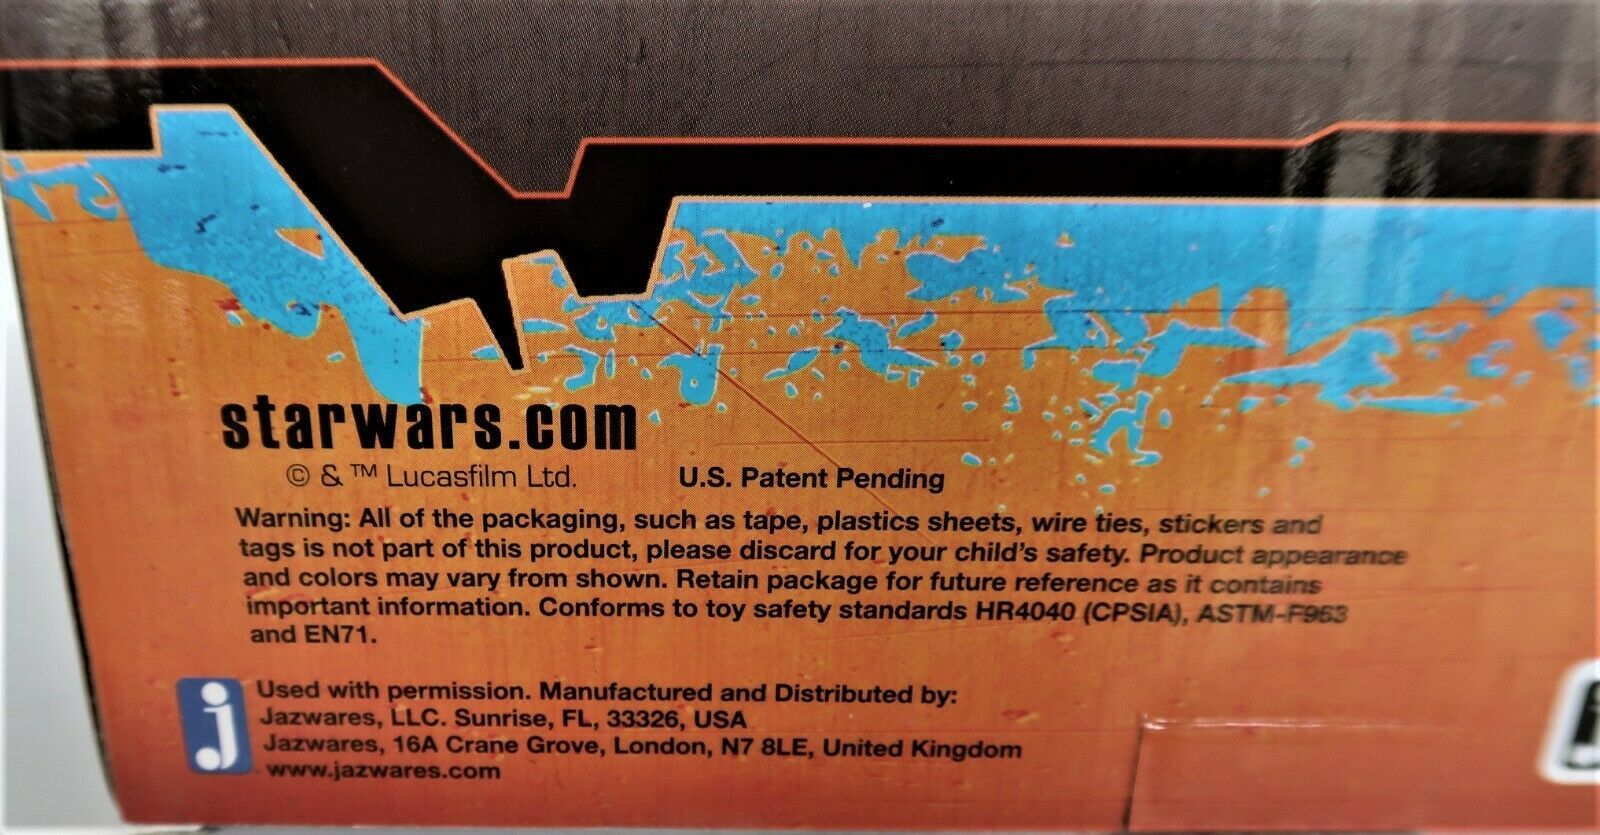 starwars.com
© & ™ Lucasfilm Ltd. U.S. Patent Pending
Warning: All of the packaging, such as tape, plastics sheets, wire ties, stickers and
tags is not part of this product, please discard for your child's safety. Product appearance
and colors may vary from shown. Retain package for future reference as it contains
important information. Conforms to toy safety standards HR4040 (CPSIA), ASTM-F963
and EN71.
j
Used with permission. Manufactured and Distributed by:
Jazwares, LLC. Sunrise, FL, 33326, USA
Jazwares, 16A Crane Grove, London, N7 8LE, United Kingdom
www.jazwares.com